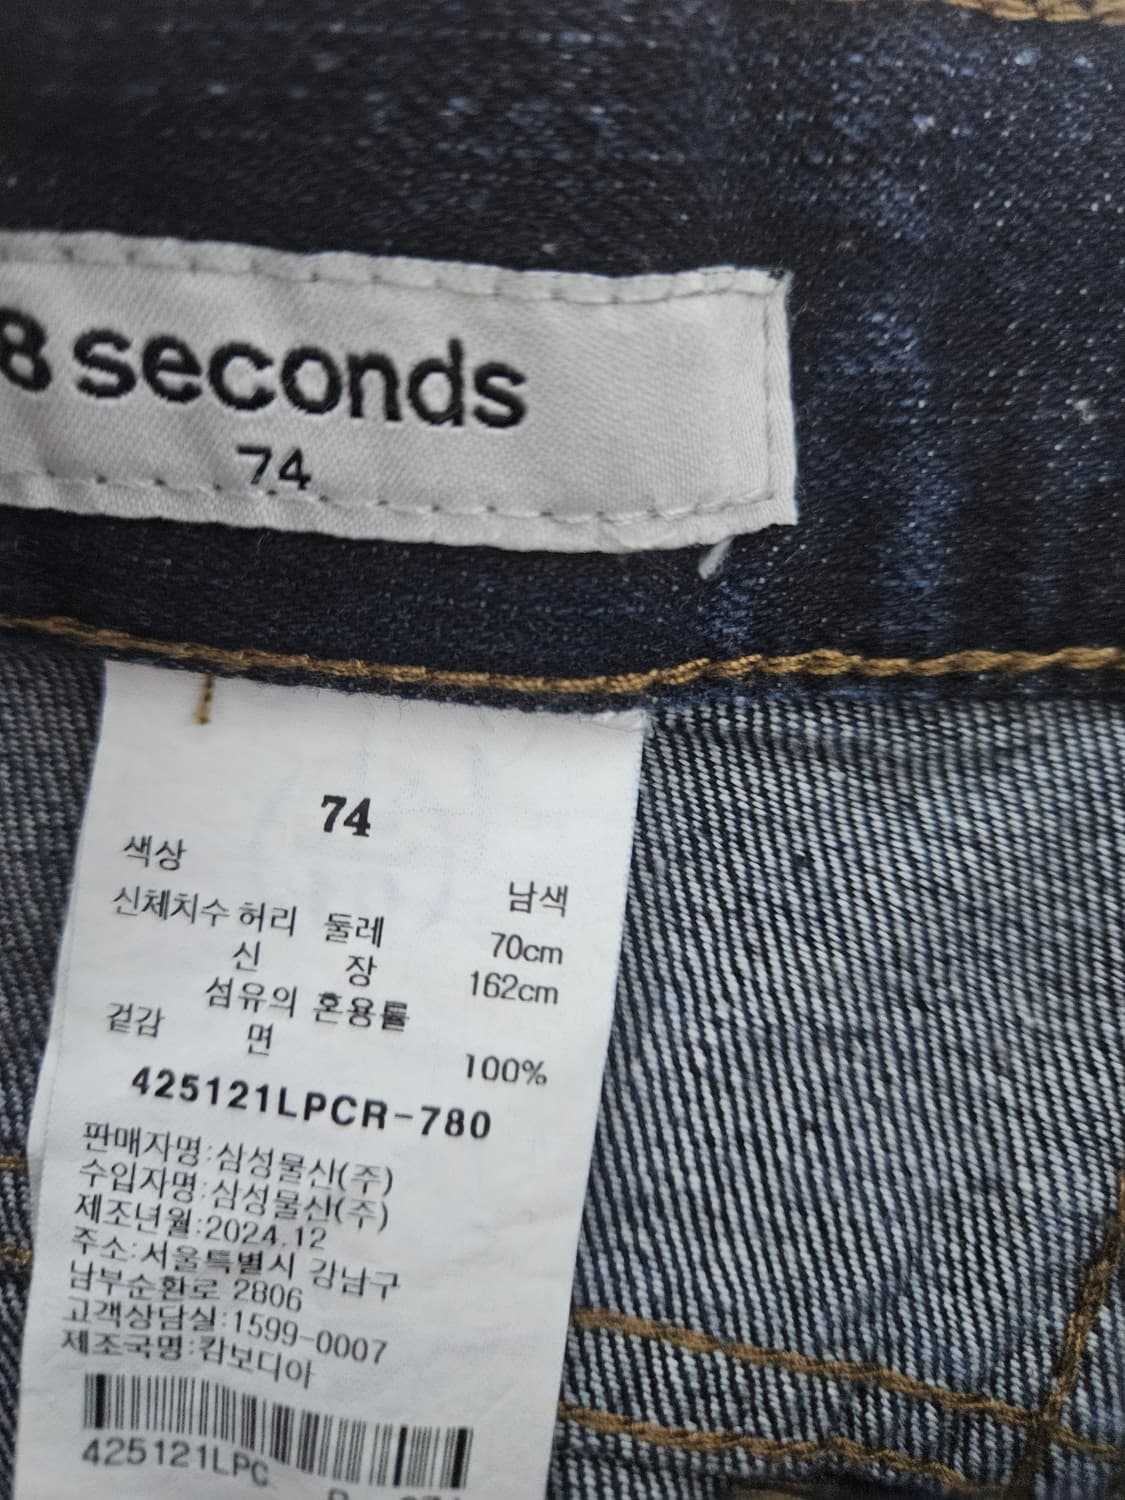 8 seconds
74
74
색상 남색
신체치수 허리 둘레 70cm
신 장 162cm
섬유의 혼용률
겉감 면 100%
425121LPCR-780
판매자명:삼성물산(주)
수입자명:삼성물산(주)
제조년월:2024.12
주소:서울특별시 강남구
남부순환로 2806
고객상담실:1599-0007
제조국명:캄보디아
425121LPC